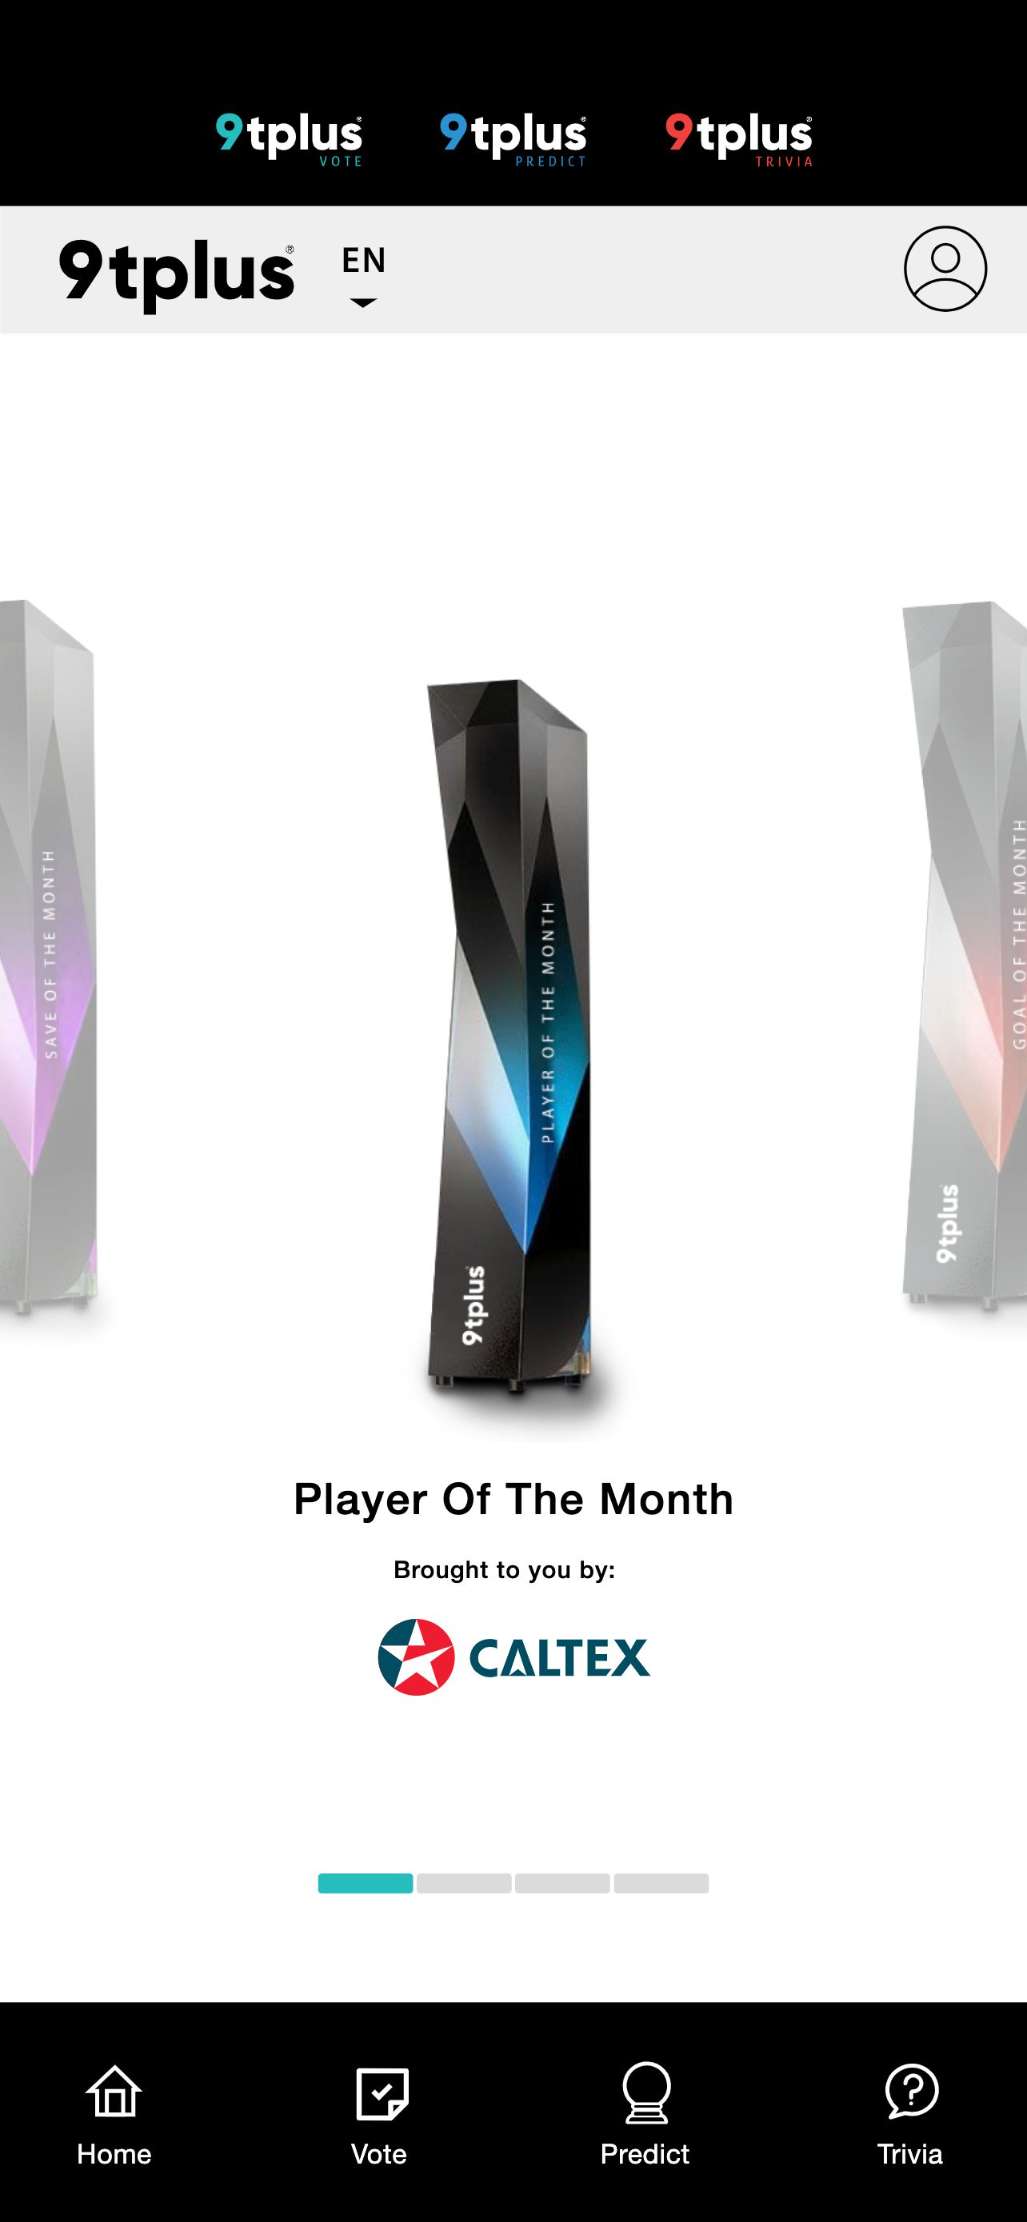 9tplus®
VOTE
9tplus®
PREDICT
9tplus®
TRIVIA
9tplus®
EN
SAVE OF THE MONTH
PLAYER OF THE MONTH
9tplus
GOAL OF THE MONTH
9tplus
Player Of The Month
Brought to you by:
CALTEX
Home
Vote
Predict
Trivia